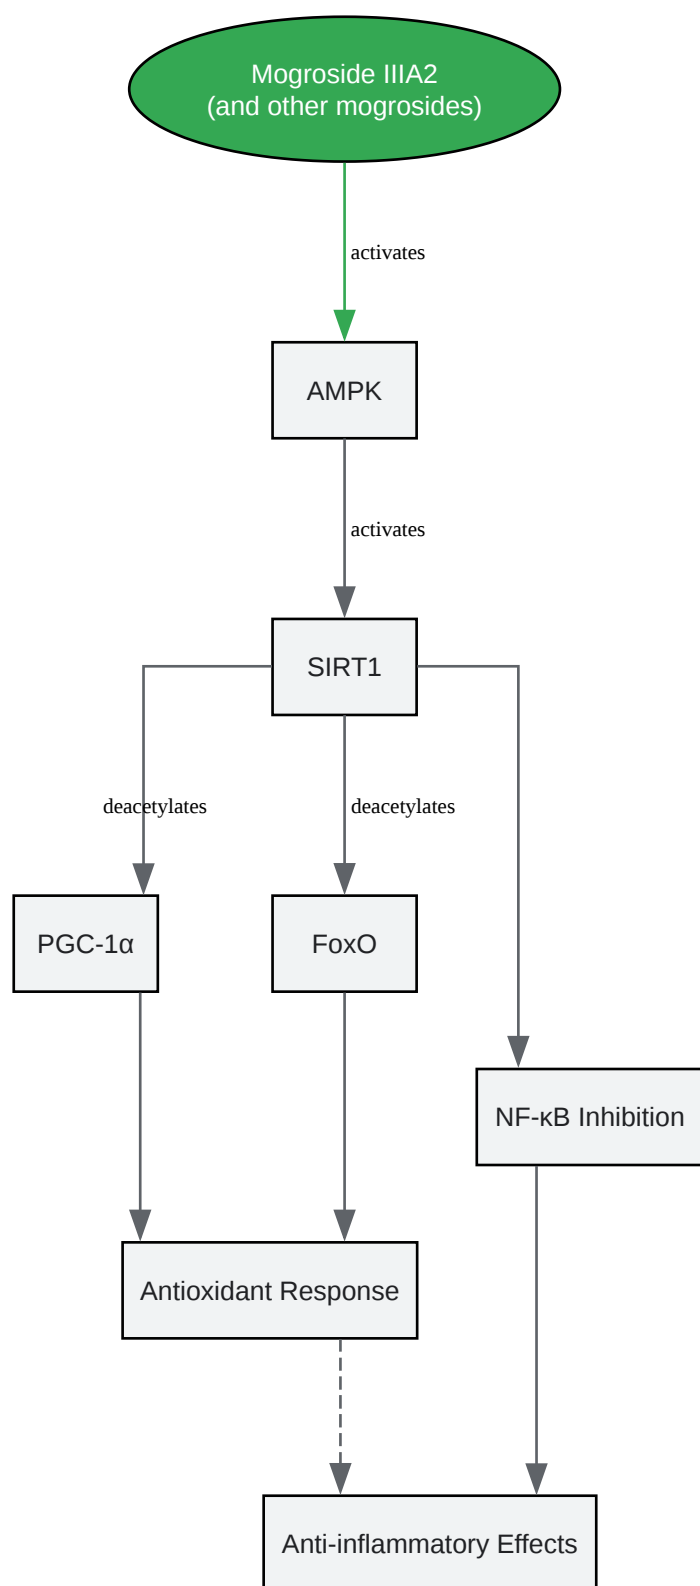 Mogroside IIIA2
(and other mogrosides)
activates
AMPK
activates
SIRT1
deacetylates
deacetylates
PGC-1α
FoxO
NF-κB Inhibition
Antioxidant Response
Anti-inflammatory Effects